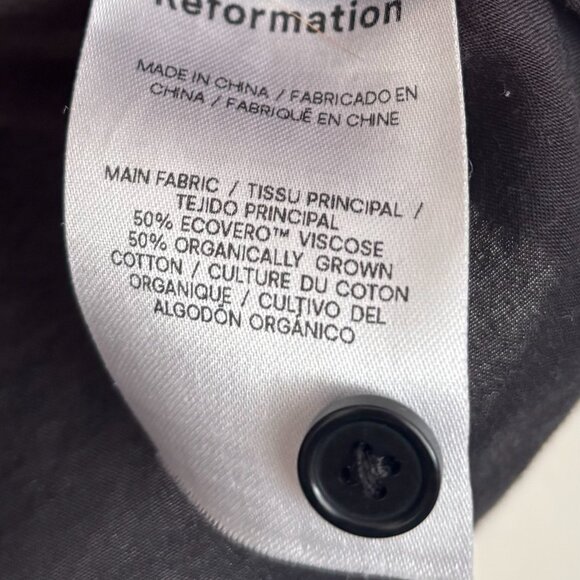 Reformation
MADE IN CHINA / FABRICADO EN
CHINA / FABRIQUÉ EN CHINE
MAIN FABRIC / TISSU PRINCIPAL /
TEJIDO PRINCIPAL
50% ECOVERO™ VISCOSE
50% ORGANICALLY GROWN
COTTON / CULTURE DU COTON
ORGANIQUE / CULTIVO DEL
ALGODÓN ORGÁNICO